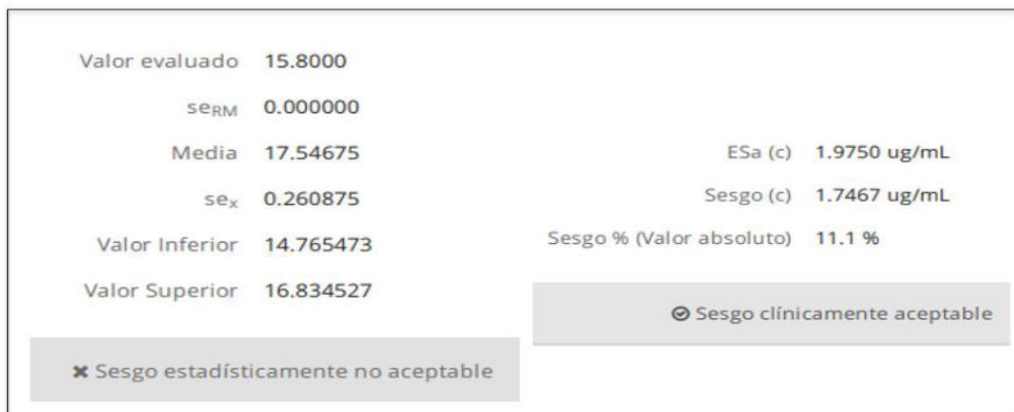 Valor evaluado 15.8000
seRM 0.000000
Media 17.54675
sex 0.260875
Valor Inferior 14.765473
Valor Superior 16.834527
✖ Sesgo estadísticamente no aceptable
ESa (c) 1.9750 ug/mL
Sesgo (c) 1.7467 ug/mL
Sesgo % (Valor absoluto) 11.1 %
Sesgo clínicamente aceptable